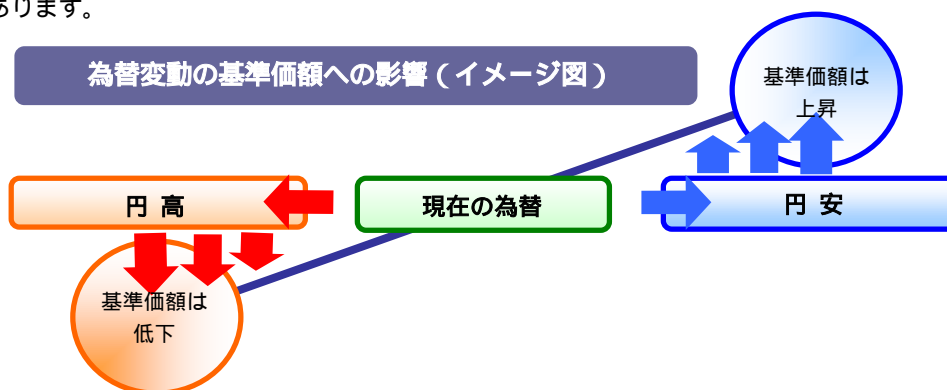 あります。
為替変動の基準価額への影響（イメージ図）
基準価額は
上昇
円 高
現在の為替
円 安
基準価額は
低下